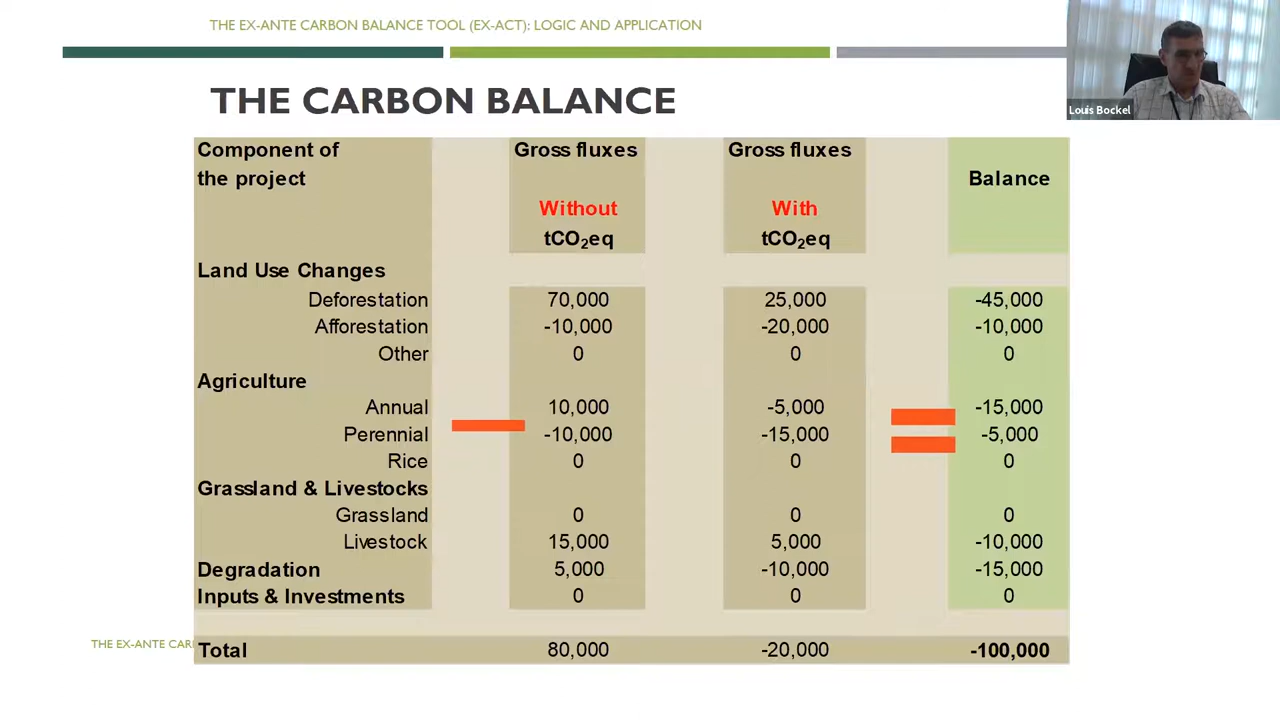 THE EX-ANTE CARBON BALANCE TOOL (EX-ACT): LOGIC AND APPLICATION
Louis Bockel
THE CARBON BALANCE
Component of Gross fluxes Gross fluxes
the project Balance
Without With
tCO₂eq tCO₂eq
Land Use Changes
Deforestation 70,000 25,000 -45,000
Afforestation -10,000 -20,000 -10,000
Other 0 0 0
Agriculture
Annual 10,000 -5,000 -15,000
Perennial -10,000 -15,000 -5,000
Rice 0 0 0
Grassland & Livestocks
Grassland 0 0 0
Livestock 15,000 5,000 -10,000
Degradation 5,000 -10,000 -15,000
Inputs & Investments 0 0 0
THE EX-ANTE CAR
Total 80,000 -20,000 -100,000